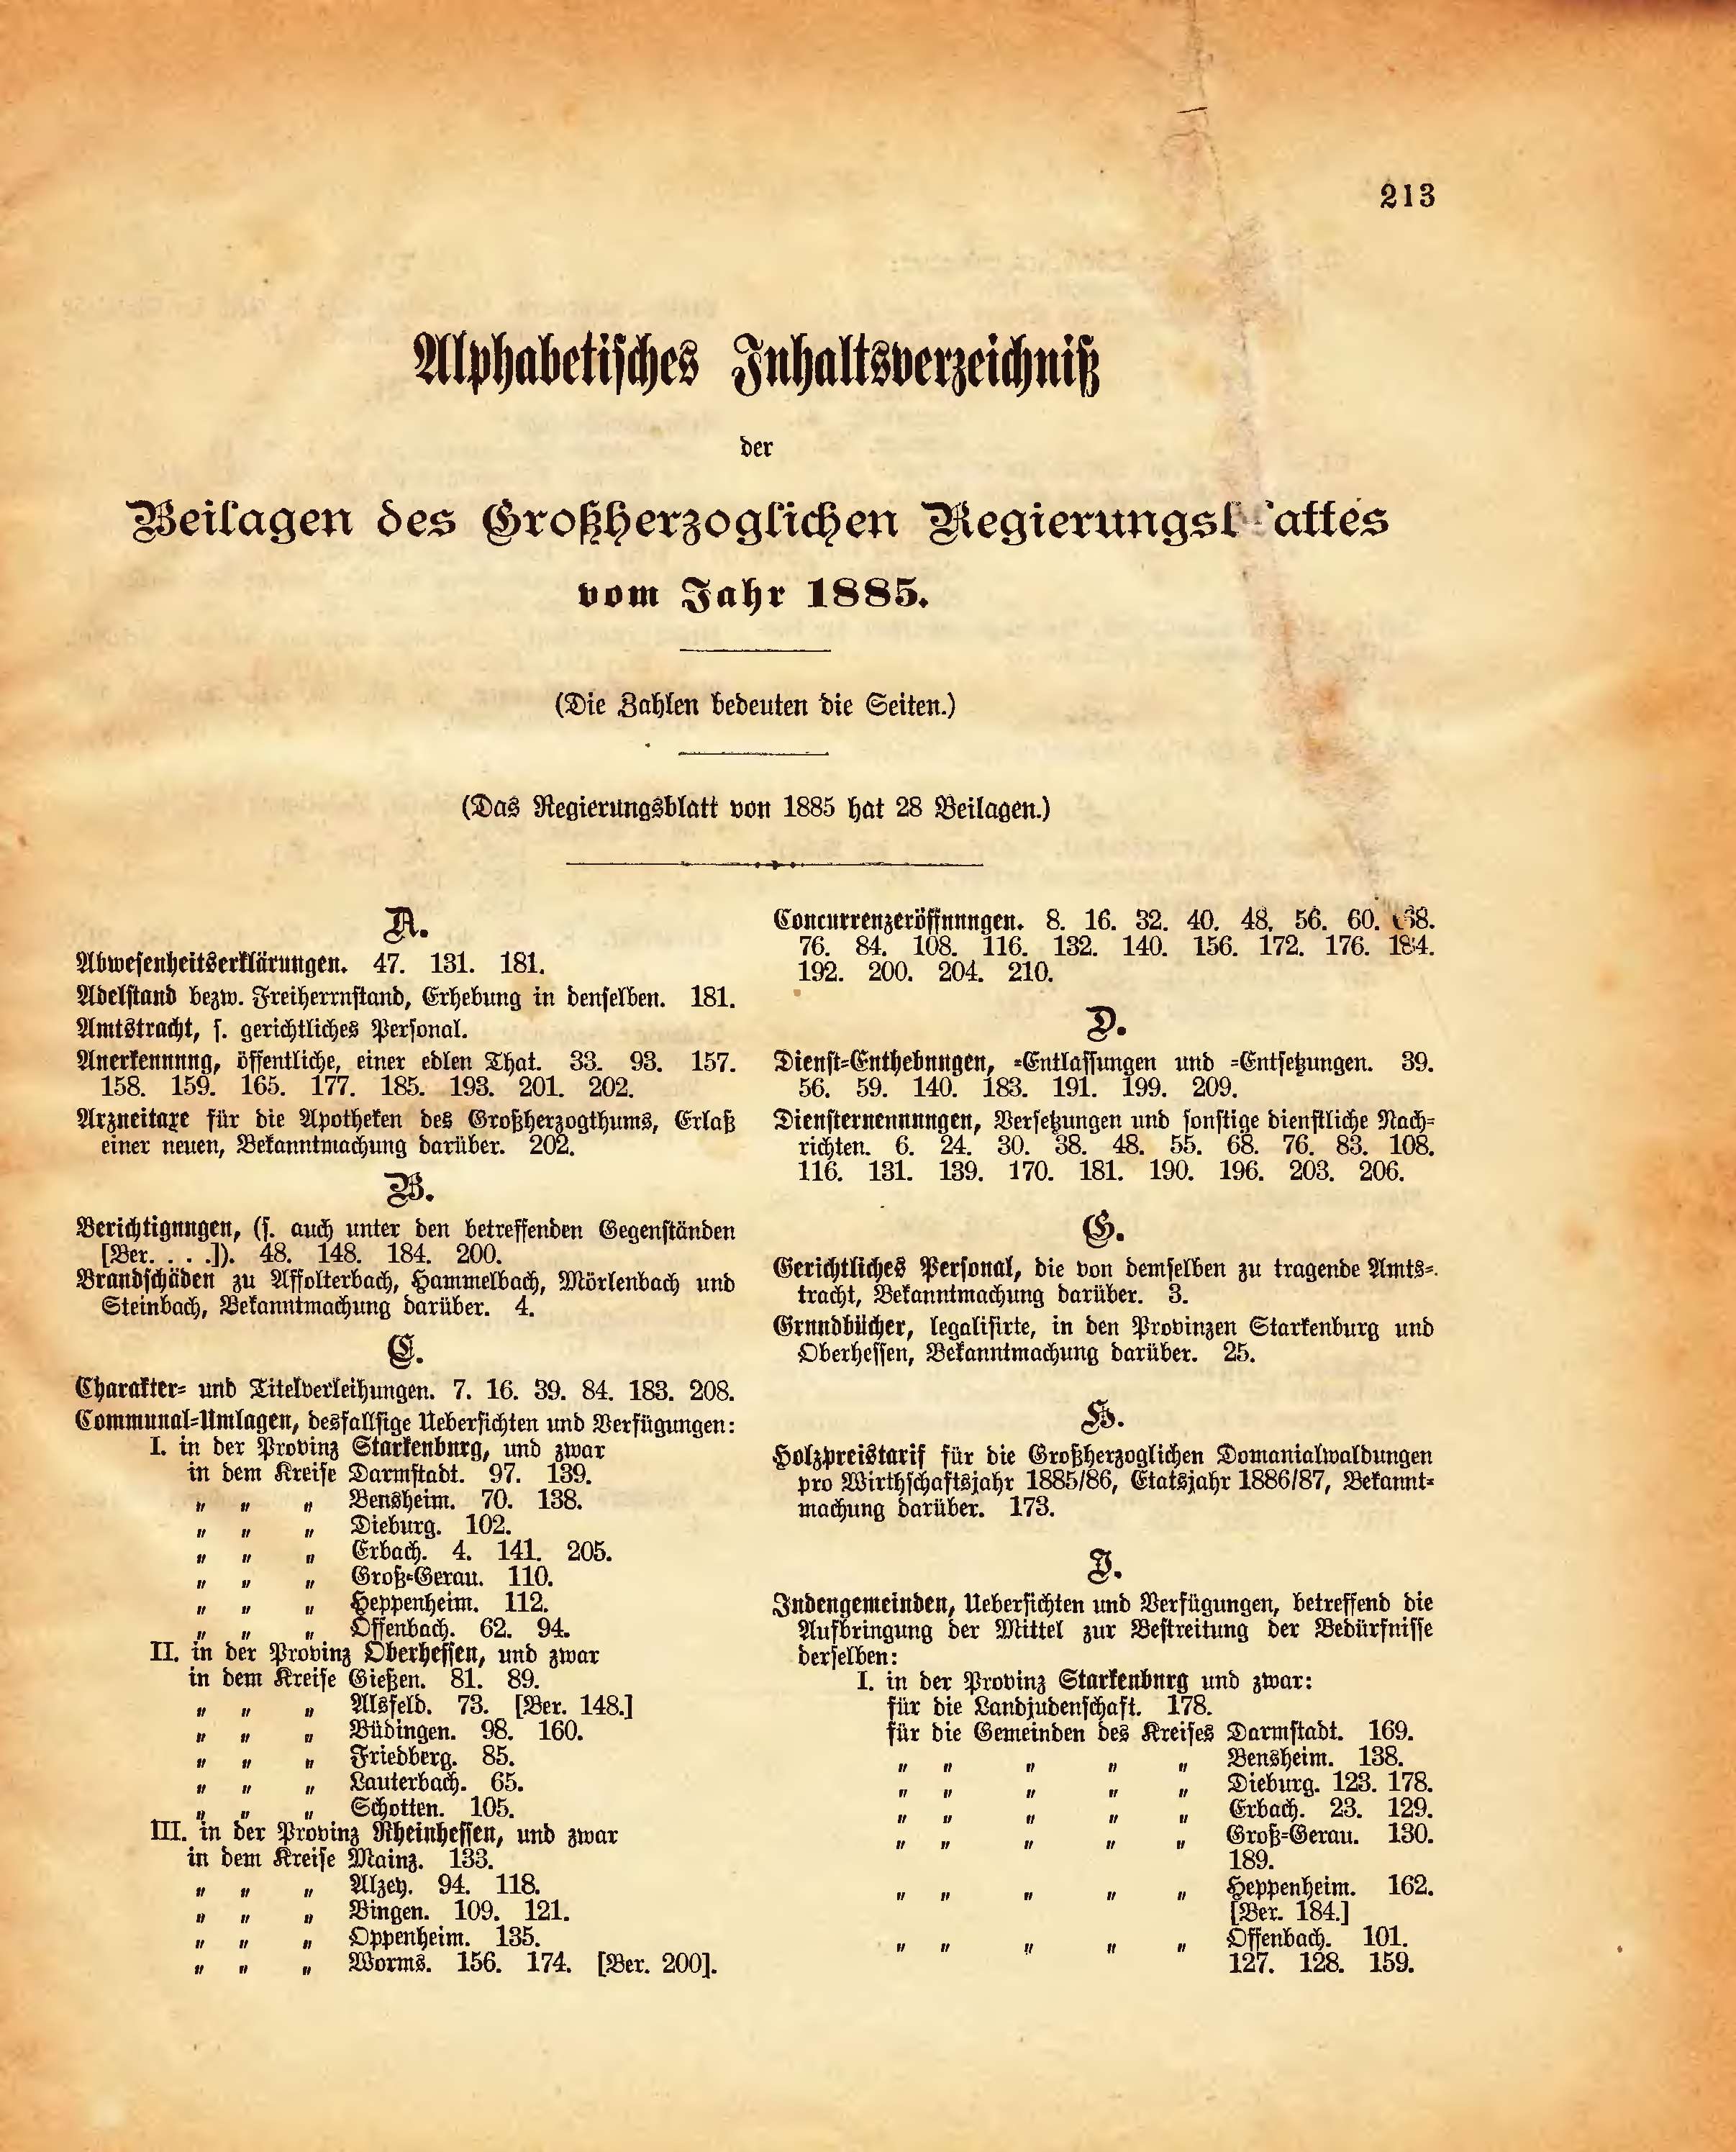 213
Alphabetisches Inhaltsverzeichniß
der
Beilagen des Großherzoglichen Regierungsblattes
vom Jahr 1885.
(Die Zahlen bedeuten die Seiten.)
(Das Regierungsblatt von 1885 hat 28 Beilagen.)
A.
Abwesenheitserklärungen. 47. 131. 181.
Adelstand bezw. Freiherrnstand, Erhebung in denselben. 181.
Amtstracht, s. gerichtliches Personal.
Anerkennung, öffentliche, einer edlen That. 33. 93. 157.
158. 159. 165. 177. 185. 193. 201. 202.
Arzneitaxe für die Apotheken des Großherzogthums, Erlaß
einer neuen, Bekanntmachung darüber. 202.
B.
Berichtigungen, (s. auch unter den betreffenden Gegenständen
[Ber. . . .]). 48. 148. 184. 200.
Brandschäden zu Affolterbach, Hammelbach, Mörlenbach und
Steinbach, Bekanntmachung darüber. 4.
C.
Charakter- und Titelverleihungen. 7. 16. 39. 84. 183. 208.
Communal-Umlagen, desfallsige Uebersichten und Verfügungen:
I. in der Provinz Starkenburg, und zwar
in dem Kreise Darmstadt. 97. 139.
" " " Bensheim. 70. 138.
" " " Dieburg. 102.
" " " Erbach. 4. 141. 205.
" " " Groß-Gerau. 110.
" " " Heppenheim. 112.
" " " Offenbach. 62. 94.
II. in der Provinz Oberhessen, und zwar
in dem Kreise Gießen. 81. 89.
" " " Alsfeld. 73. [Ber. 148.]
" " " Büdingen. 98. 160.
" " " Friedberg. 85.
" " " Lauterbach. 65.
" " " Schotten. 105.
III. in der Provinz Rheinhessen, und zwar
in dem Kreise Mainz. 133.
" " " Alzey. 94. 118.
" " " Bingen. 109. 121.
" " " Oppenheim. 135.
" " " Worms. 156. 174. [Ber. 200].
Concurrenzeröffnungen. 8. 16. 32. 40. 48. 56. 60. 68.
76. 84. 108. 116. 132. 140. 156. 172. 176. 184.
192. 200. 204. 210.
D.
Dienst-Enthebungen, -Entlassungen und -Entsetzungen. 39.
56. 59. 140. 183. 191. 199. 209.
Diensternennungen, Versetzungen und sonstige dienstliche Nach-
richten. 6. 24. 30. 38. 48. 55. 68. 76. 83. 108.
116. 131. 139. 170. 181. 190. 196. 203. 206.
G.
Gerichtliches Personal, die von demselben zu tragende Amts-
tracht, Bekanntmachung darüber. 3.
Grundbücher, legalisirte, in den Provinzen Starkenburg und
Oberhessen, Bekanntmachung darüber. 25.
H.
Holzpreistarif für die Großherzoglichen Domanialwaldungen
pro Wirthschaftsjahr 1885/86, Etatsjahr 1886/87, Bekannt-
machung darüber. 173.
J.
Judengemeinden, Uebersichten und Verfügungen, betreffend die
Aufbringung der Mittel zur Bestreitung der Bedürfnisse
derselben:
I. in der Provinz Starkenburg und zwar:
für die Landjudenschaft. 178.
für die Gemeinden des Kreises Darmstadt. 169.
" " " " " Bensheim. 138.
" " " " " Dieburg. 123. 178.
" " " " " Erbach. 23. 129.
" " " " " Groß-Gerau. 130.
189.
" " " " " Heppenheim. 162.
[Ber. 184.]
" " " " " Offenbach. 101.
127. 128. 159.